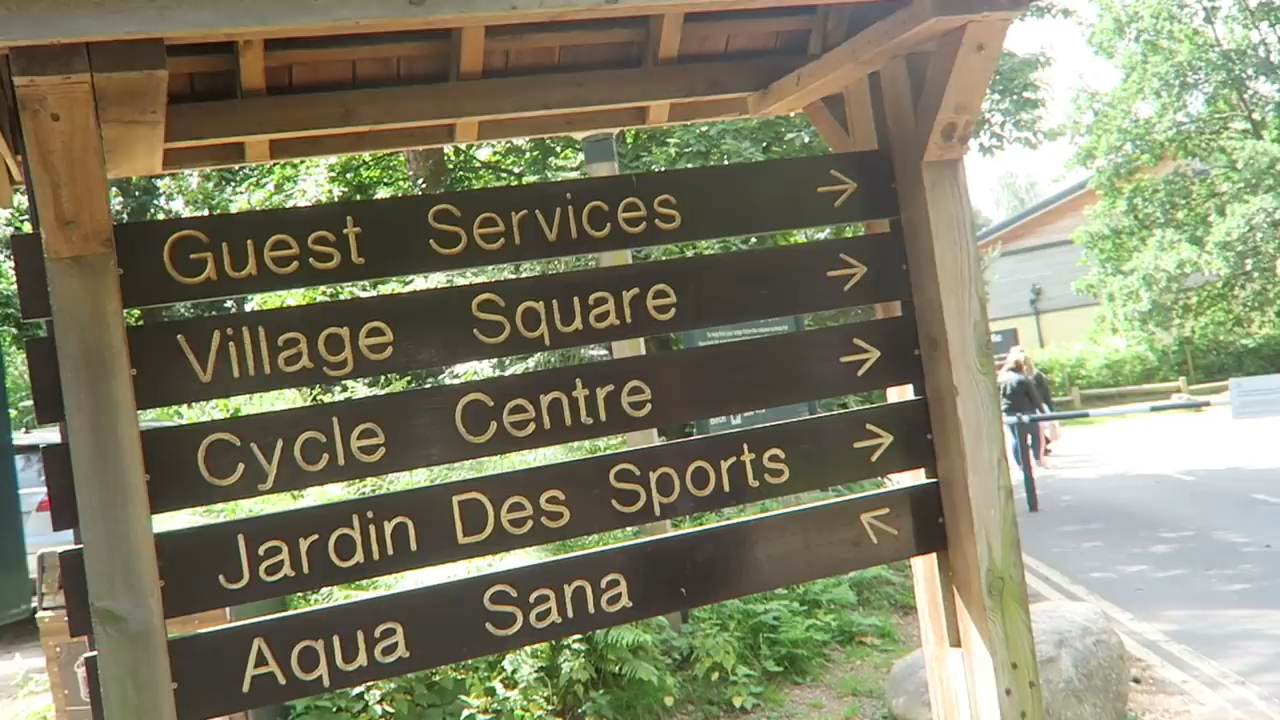 Guest Services →
Village Square →
Cycle Centre →
Jardin Des Sports →
Aqua Sana ↖